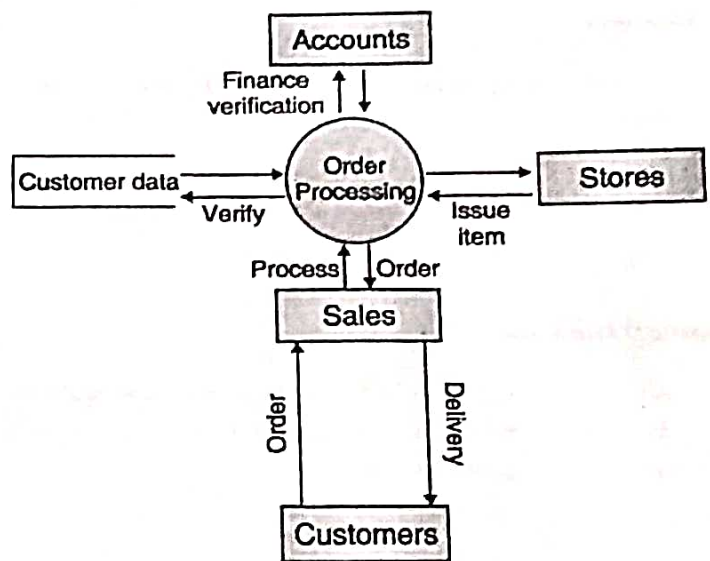 Accounts
Finance
verification
Customer data
Order
Processing
Stores
Verify
Issue
item
Process
Order
Sales
Order
Delivery
Customers